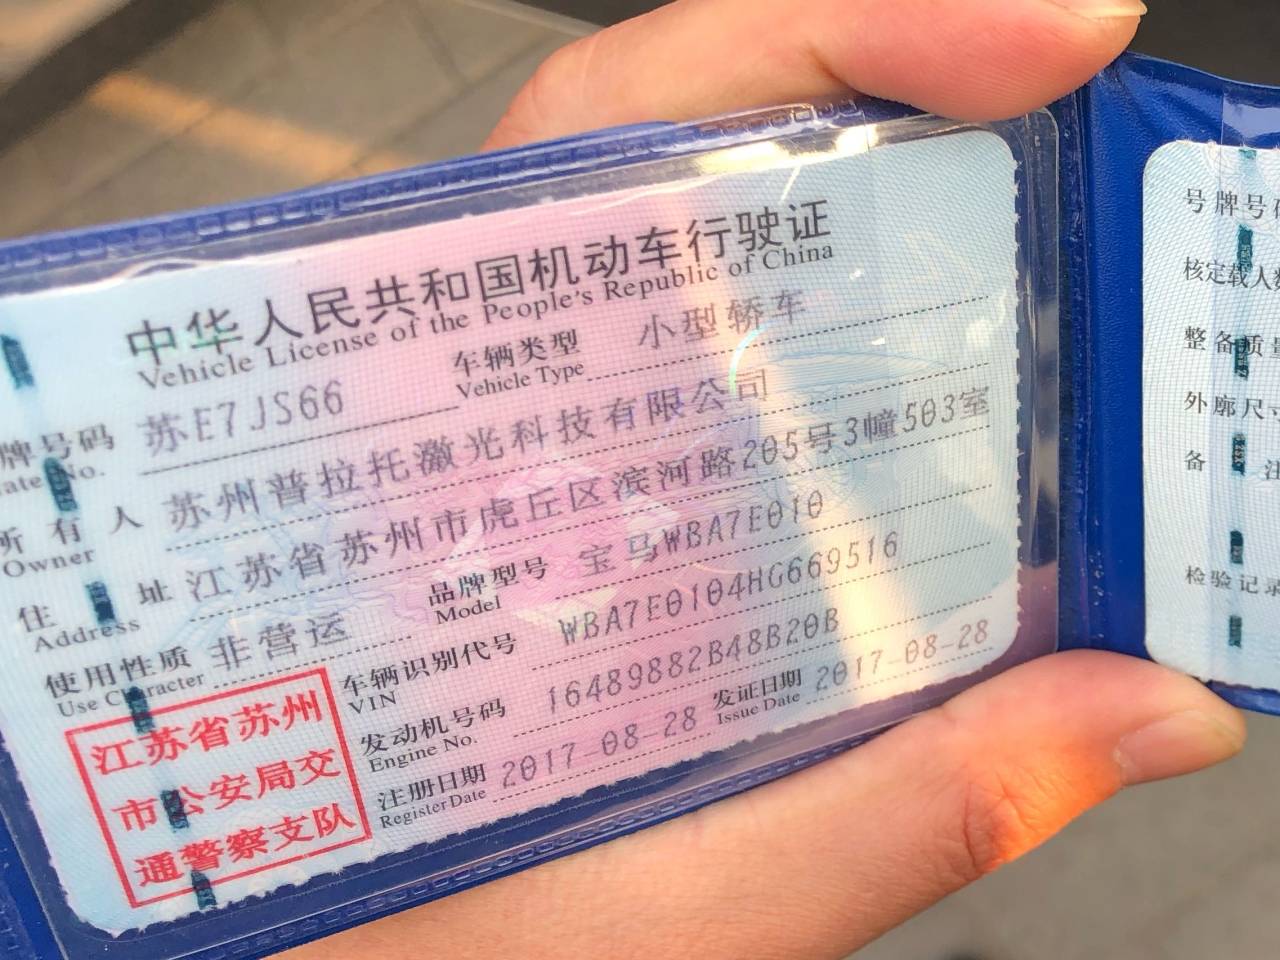 中华人民共和国机动车行驶证
Vehicle License of the People's Republic of China
牌号码 苏E7JS66 车辆类型 小型轿车
ate No. Vehicle Type
所有人 苏州普拉托激光科技有限公司
Owner
住址 江苏省苏州市虎丘区滨河路205号3幢503室
Address
使用性质 非营运 品牌型号 宝马WBA7E010
Use Character Model
车辆识别代号 WBA7E0104HG669516
VIN
发动机号码 16489882B48B20B
Engine No.
注册日期 2017-08-28 发证日期 2017-08-28
Register Date Issue Date
江苏省苏州
市公安局交
通警察支队
号牌号码
核定载人数
整备质量
外廓尺寸
备 注
检验记录